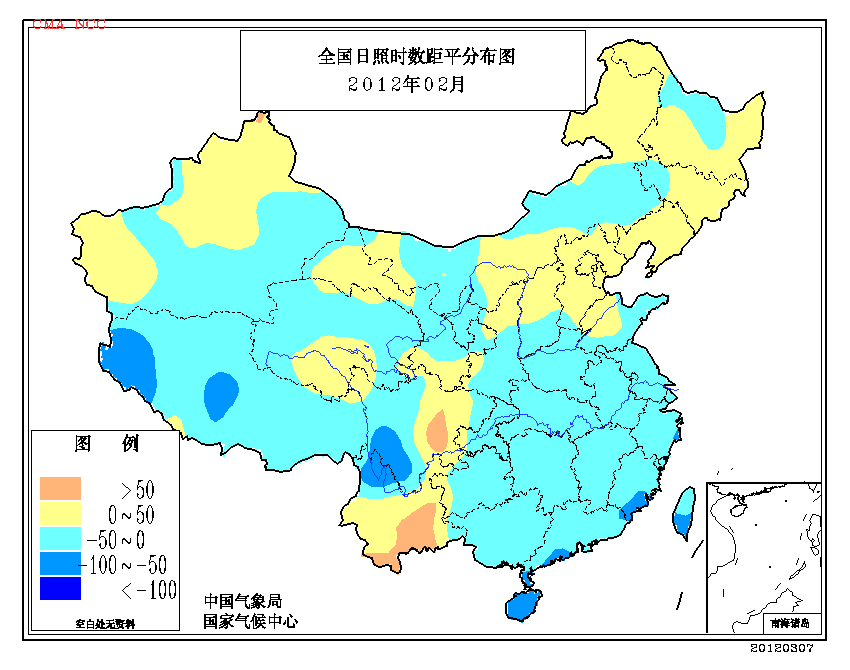 CMA NCC
全国日照时数距平分布图
2012年02月
图 例
>50
0~50
-50~0
-100~-50
<-100
空白处无资料
中国气象局
国家气候中心
南海诸岛
20120307